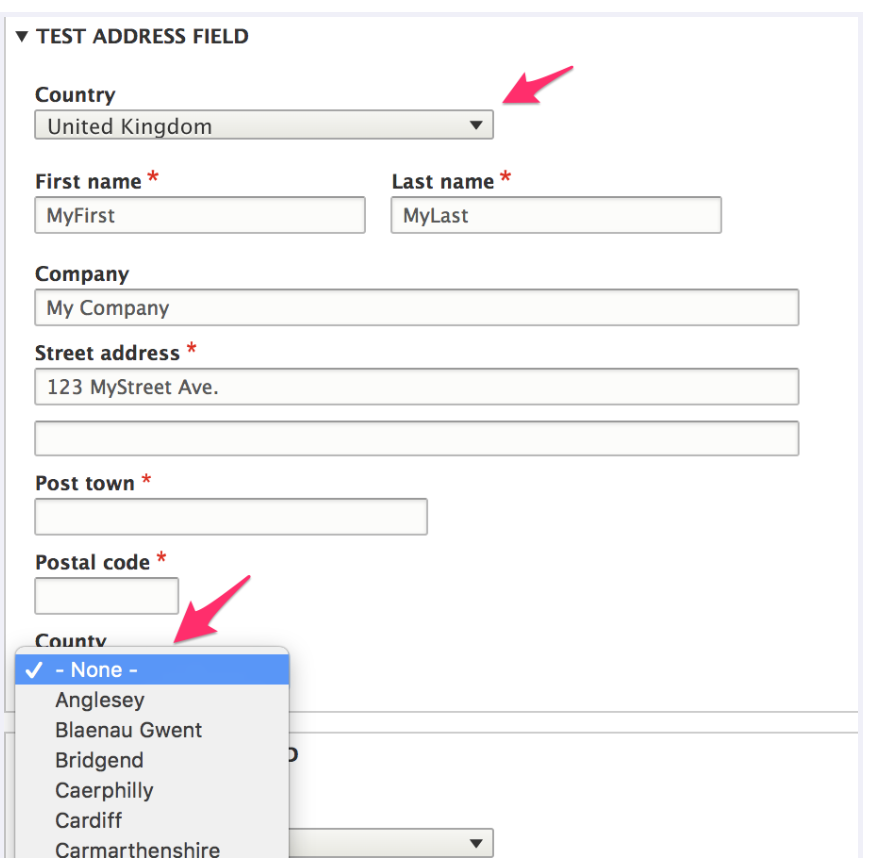 ▼ TEST ADDRESS FIELD
Country
United Kingdom
First name * Last name *
MyFirst MyLast
Company
My Company
Street address *
123 MyStreet Ave.
Post town *
Postal code *
County
✓ - None -
Anglesey
Blaenau Gwent
Bridgend
D
Caerphilly
Cardiff
Carmarthenshire